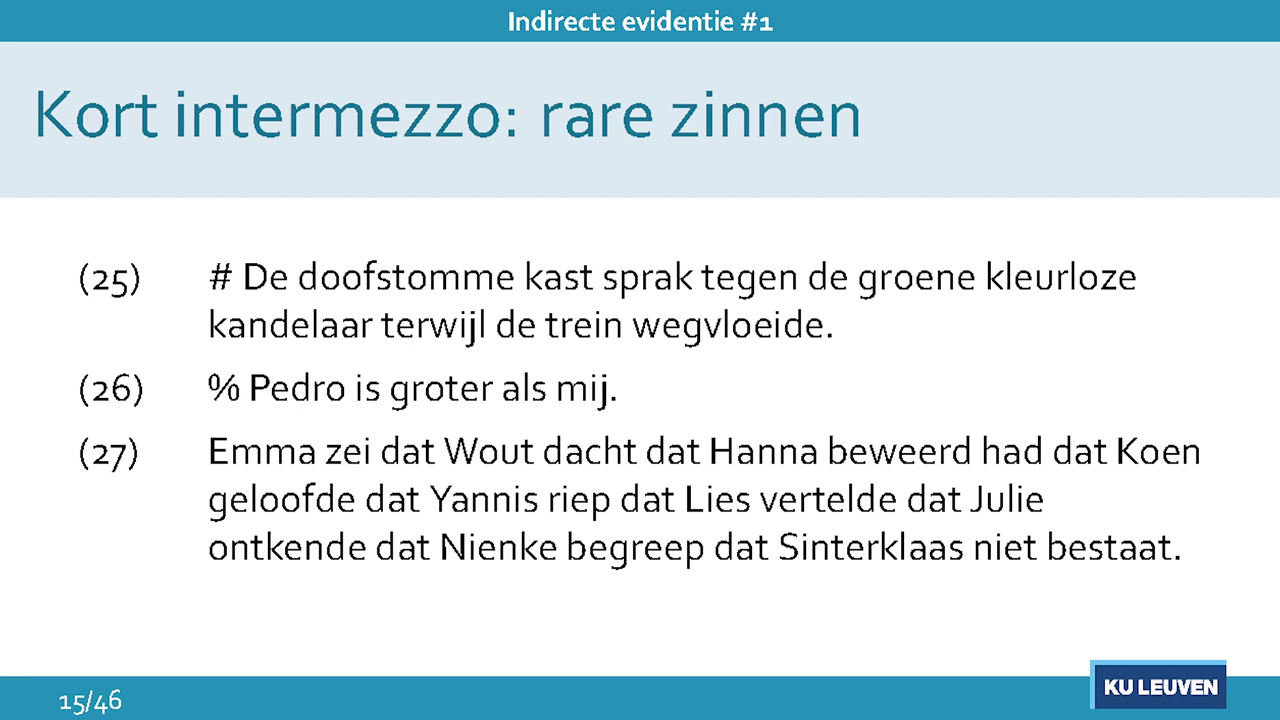 Indirecte evidentie #1
Kort intermezzo: rare zinnen
(25) # De doofstomme kast sprak tegen de groene kleurloze
kandelaar terwijl de trein wegvloeide.
(26) % Pedro is groter als mij.
(27) Emma zei dat Wout dacht dat Hanna beweerd had dat Koen
geloofde dat Yannis riep dat Lies vertelde dat Julie
ontkende dat Nienke begreep dat Sinterklaas niet bestaat.
15/46
KU LEUVEN